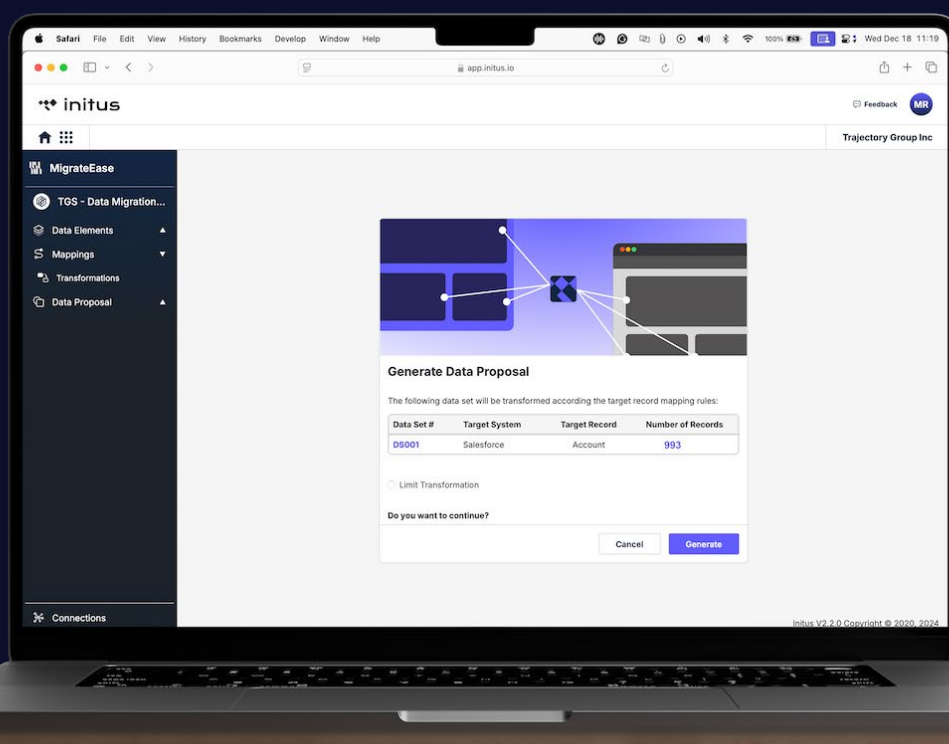 Safari File Edit View History Bookmarks Develop Window Help 100% Wed Dec 18 11:19
app.initus.io
initus Feedback MR
Trajectory Group Inc
MigrateEase
TGS - Data Migration...
Data Elements
Mappings
Transformations
Data Proposal
Generate Data Proposal
The following data set will be transformed according the target record mapping rules:
Data Set # Target System Target Record Number of Records
DS001 Salesforce Account 993
Limit Transformation
Do you want to continue?
Cancel Generate
Connections
Initus V2.2.0 Copyright © 2020, 2024